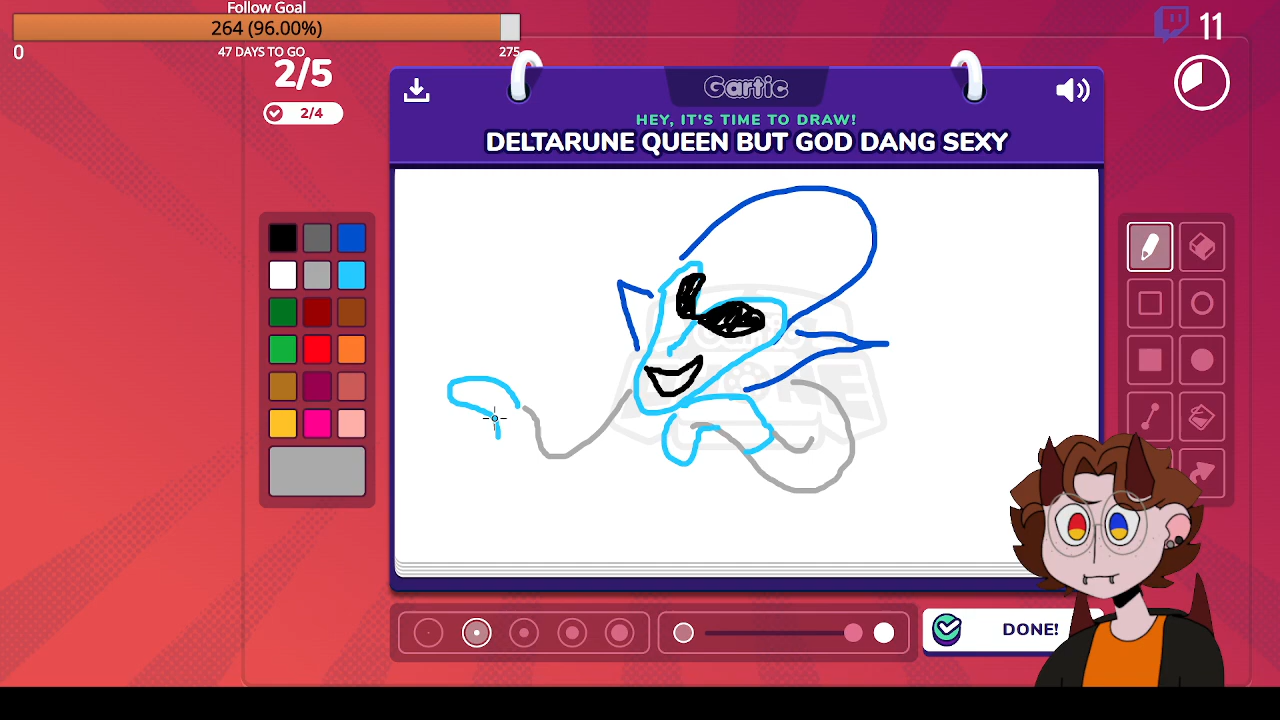 Follow Goal
264 (96.00%)
0
47 DAYS TO GO
275
11
2/5
2/4
Gartic
HEY, IT'S TIME TO DRAW!
DELTARUNE QUEEN BUT GOD DANG SEXY
DONE!